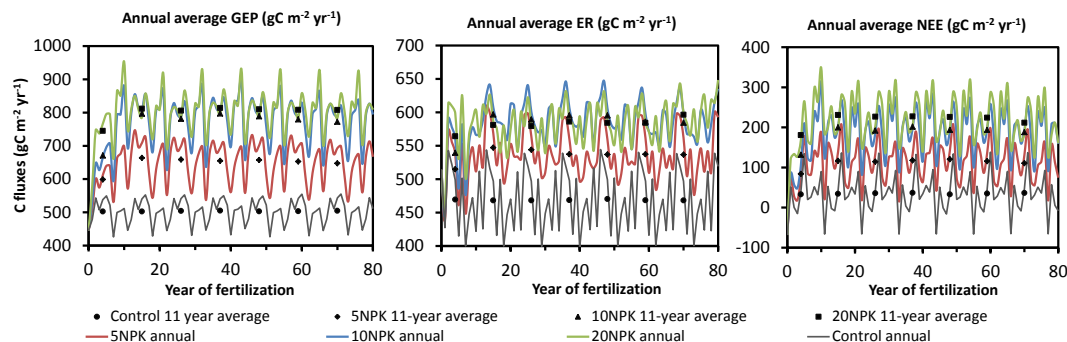 Annual average GEP (gC m⁻² yr⁻¹)
Annual average ER (gC m⁻² yr⁻¹)
Annual average NEE (gC m⁻² yr⁻¹)
C fluxes (gC m⁻² yr⁻¹)
1000
900
800
700
600
500
400
0 20 40 60 80
Year of fertilization
700
650
600
550
500
450
400
0 20 40 60 80
Year of fertilization
400
300
200
100
0
-100
0 20 40 60 80
Year of fertilization
Control 11 year average 5NPK 11-year average 10NPK 11-year average 20NPK 11-year average
5NPK annual 10NPK annual 20NPK annual Control annual